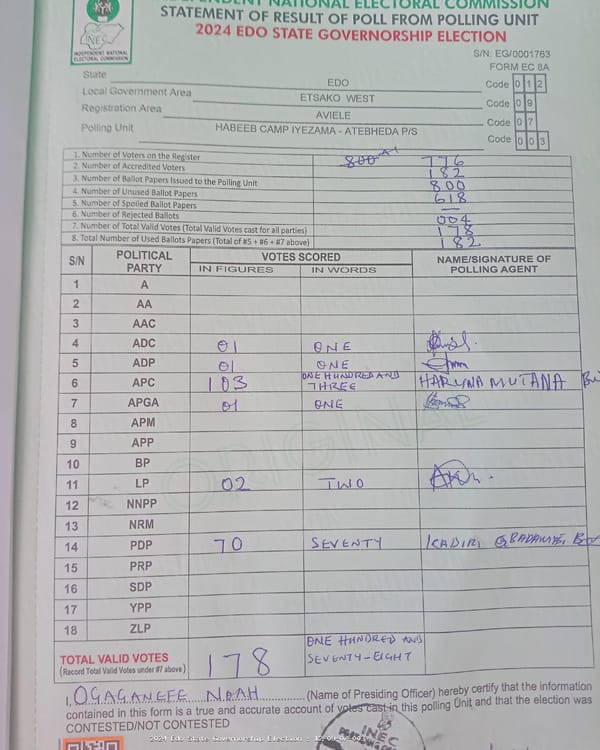 INDEPENDENT NATIONAL ELECTORAL COMMISSION
STATEMENT OF RESULT OF POLL FROM POLLING UNIT
2024 EDO STATE GOVERNORSHIP ELECTION
INEC
INDEPENDENT NATIONAL
ELECTORAL COMMISSION
S/N: EG/0001763
FORM EC 8A
State EDO Code 0 1 2
Local Government Area ETSAKO WEST Code 0 9
Registration Area AVIELE Code 0 7
Polling Unit HABEEB CAMP IYEZAMA - ATEBHEDA P/S Code 0 0 3
1. Number of Voters on the Register 800 776
2. Number of Accredited Voters 182
3. Number of Ballot Papers Issued to the Polling Unit 800
4. Number of Unused Ballot Papers 618
5. Number of Spoiled Ballot Papers —
6. Number of Rejected Ballots 004
7. Number of Total Valid Votes (Total Valid Votes cast for all parties) 178
8. Total Number of Used Ballots Papers (Total of #5 + #6 + #7 above) 182
S/N POLITICAL PARTY VOTES SCORED NAME/SIGNATURE OF POLLING AGENT
IN FIGURES IN WORDS
1 A
2 AA
3 AAC
4 ADC 01 ONE
5 ADP 01 ONE
6 APC 103 ONE HUNDRED AND THREE HARUNA MUTANA
7 APGA 01 ONE
8 APM
9 APP
10 BP
11 LP 02 TWO
12 NNPP
13 NRM
14 PDP 70 SEVENTY KADIRI
15 PRP
16 SDP
17 YPP
18 ZLP
ORIGINAL
TOTAL VALID VOTES 178 ONE HUNDRED AND
(Record Total Valid Votes under #7 above) SEVENTY-EIGHT
I, OGAGANEFE NOAH (Name of Presiding Officer) hereby certify that the information
contained in this form is a true and accurate account of votes cast in this polling Unit and that the election was
CONTESTED/NOT CONTESTED
INEC
2024 Edo State Governorship Election